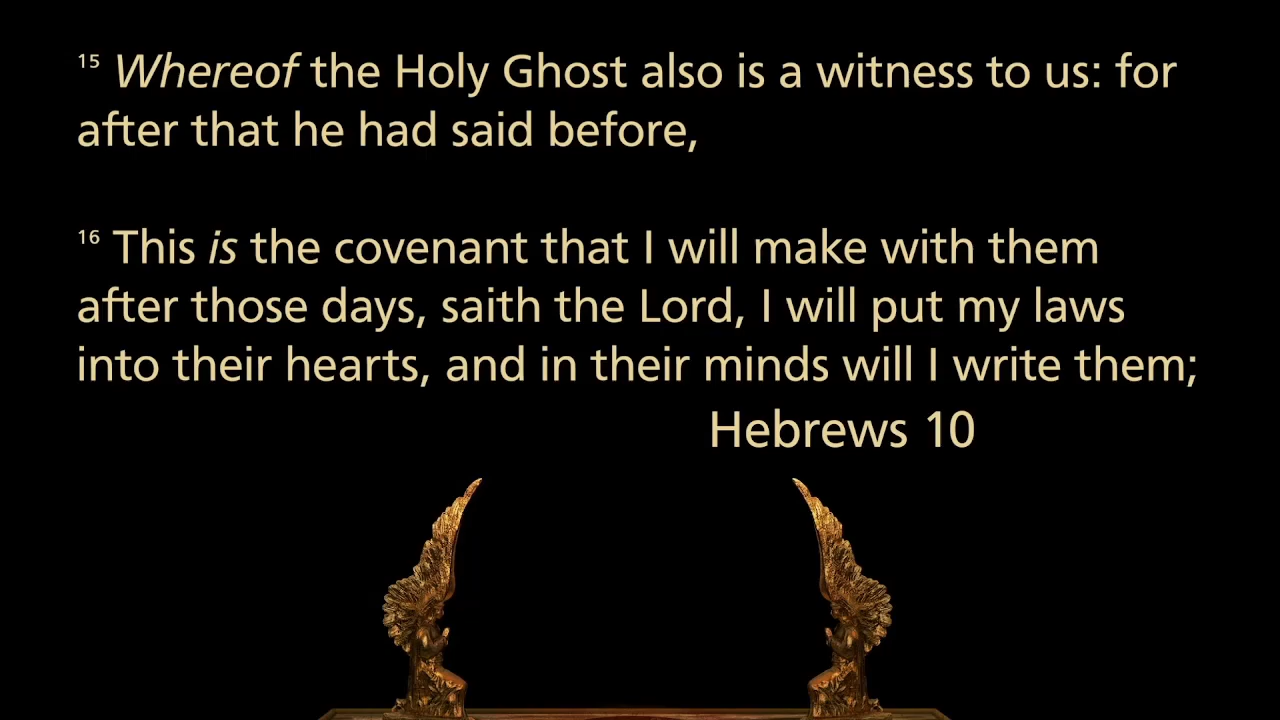 15 Whereof the Holy Ghost also is a witness to us: for
after that he had said before,
16 This is the covenant that I will make with them
after those days, saith the Lord, I will put my laws
into their hearts, and in their minds will I write them;
Hebrews 10